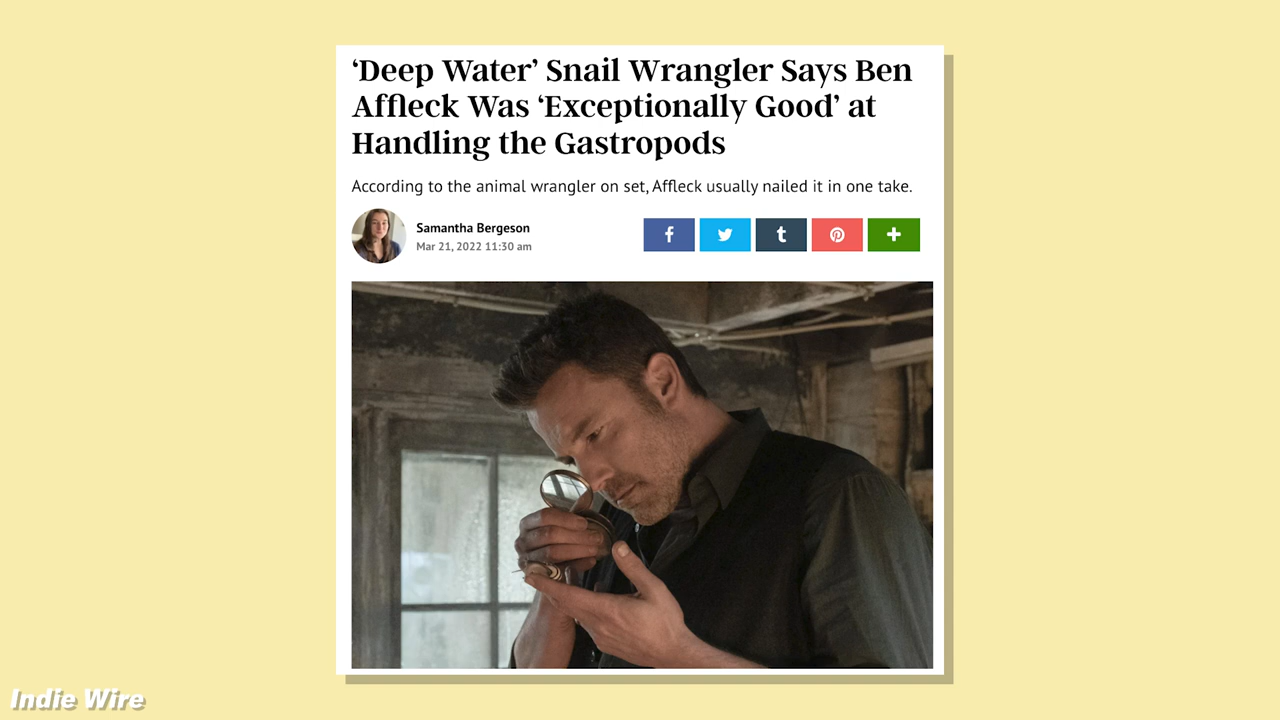 ‘Deep Water’ Snail Wrangler Says Ben
Affleck Was ‘Exceptionally Good’ at
Handling the Gastropods
According to the animal wrangler on set, Affleck usually nailed it in one take.
Samantha Bergeson
Mar 21, 2022 11:30 am
Indie Wire